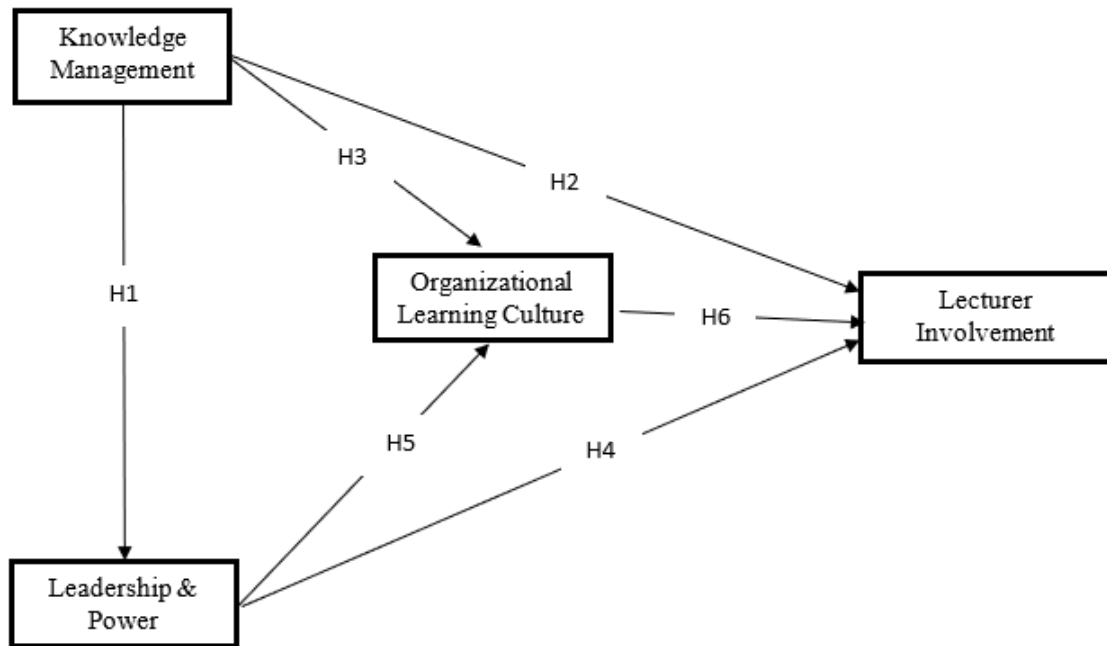 Knowledge
Management
H3
H2
H1
Organizational
Learning Culture
H6
Lecturer
Involvement
H5
H4
Leadership &
Power